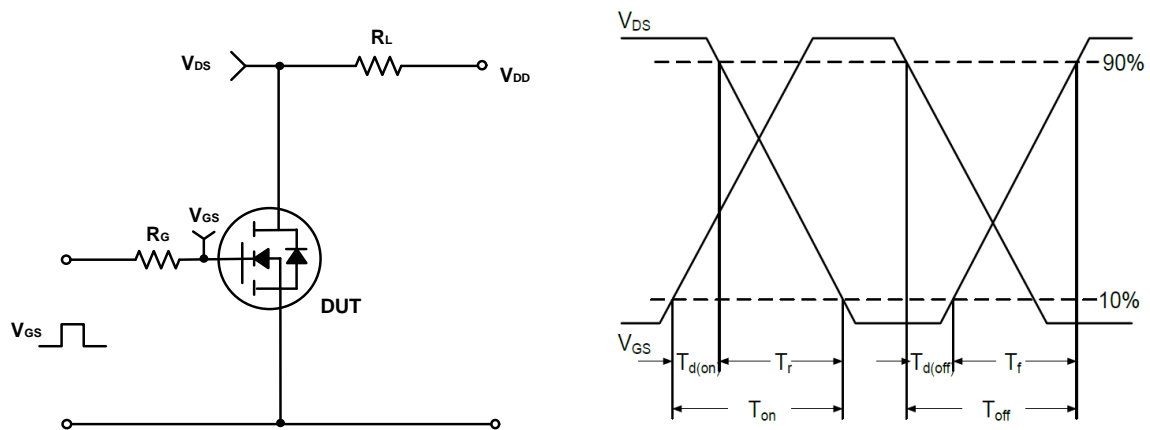 RL
VDS
VDD
VGS
RG
DUT
VGS
VDS
90%
10%
VGS
Td(on)
Tr
Td(off)
Tf
Ton
Toff